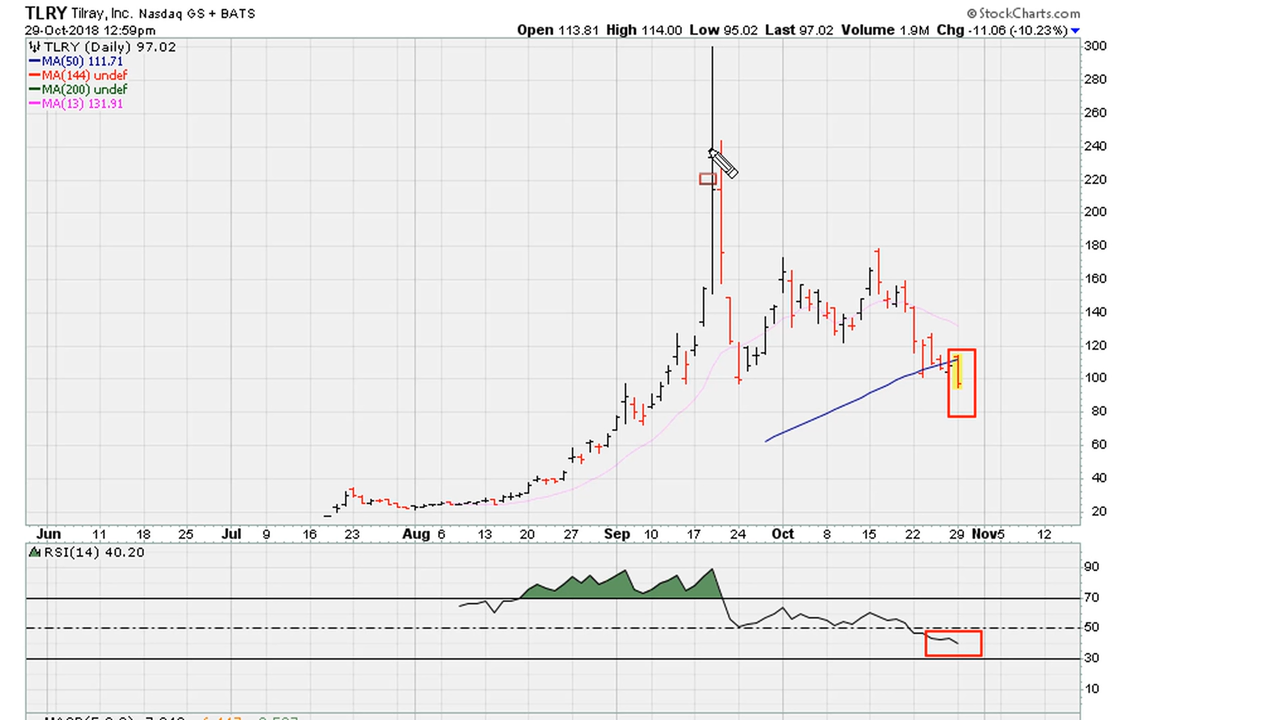 TLRY Tilray, Inc. Nasdaq GS + BATS
© StockCharts.com
29-Oct-2018 12:59pm
Open 113.81 High 114.00 Low 95.02 Last 97.02 Volume 1.9M Chg -11.06 (-10.23%)
TLRY (Daily) 97.02
MA(50) 111.71
MA(144) undef
MA(200) undef
MA(13) 131.91
300
280
260
240
220
200
180
160
140
120
100
80
60
40
20
Jun 11 18 25 Jul 9 16 23 Aug 6 13 20 27 Sep 10 17 24 Oct 8 15 22 29 Nov 5 12
RSI(14) 40.20
90
70
50
30
10